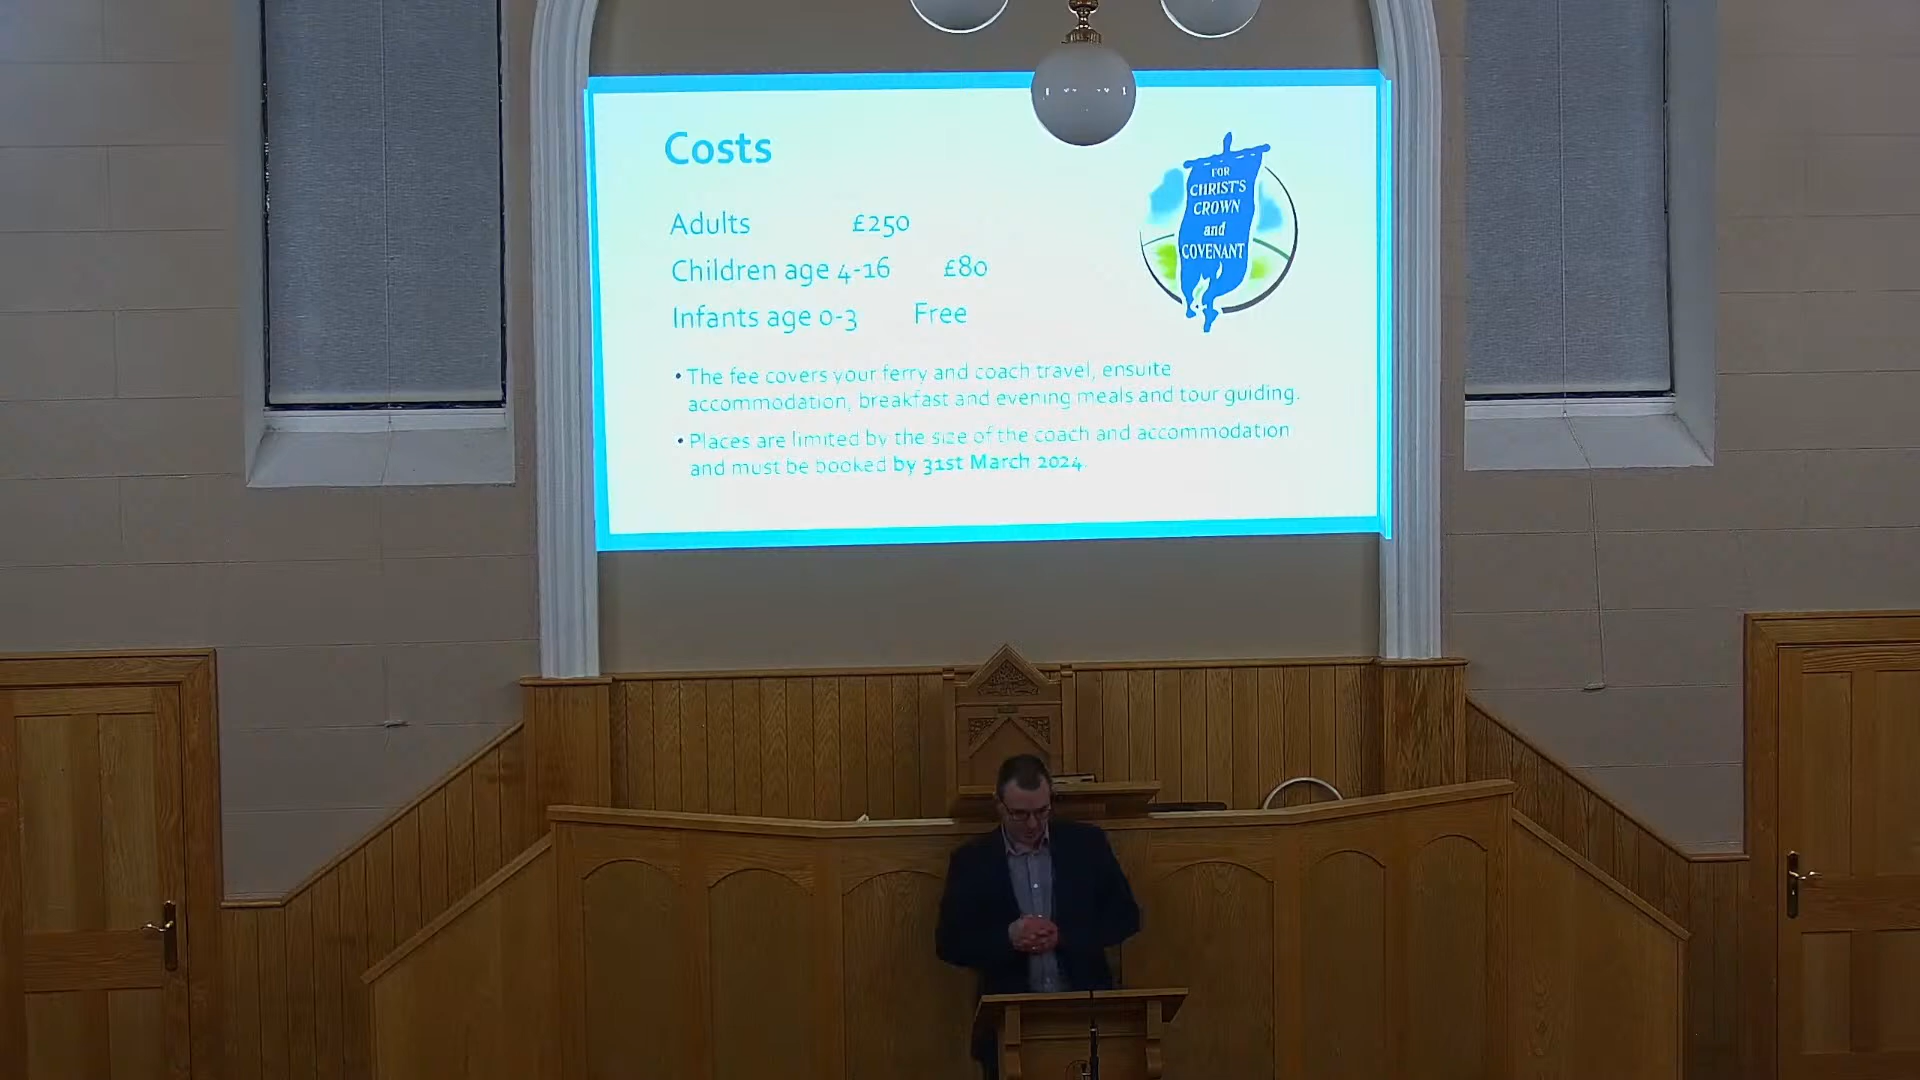 Costs
Adults £250
Children age 4-16 £80
Infants age 0-3 Free
• The fee covers your ferry and coach travel, ensuite
accommodation, breakfast and evening meals and tour guiding.
• Places are limited by the size of the coach and accommodation
and must be booked by 31st March 2024.
FOR
CHRIST'S
CROWN
and
COVENANT